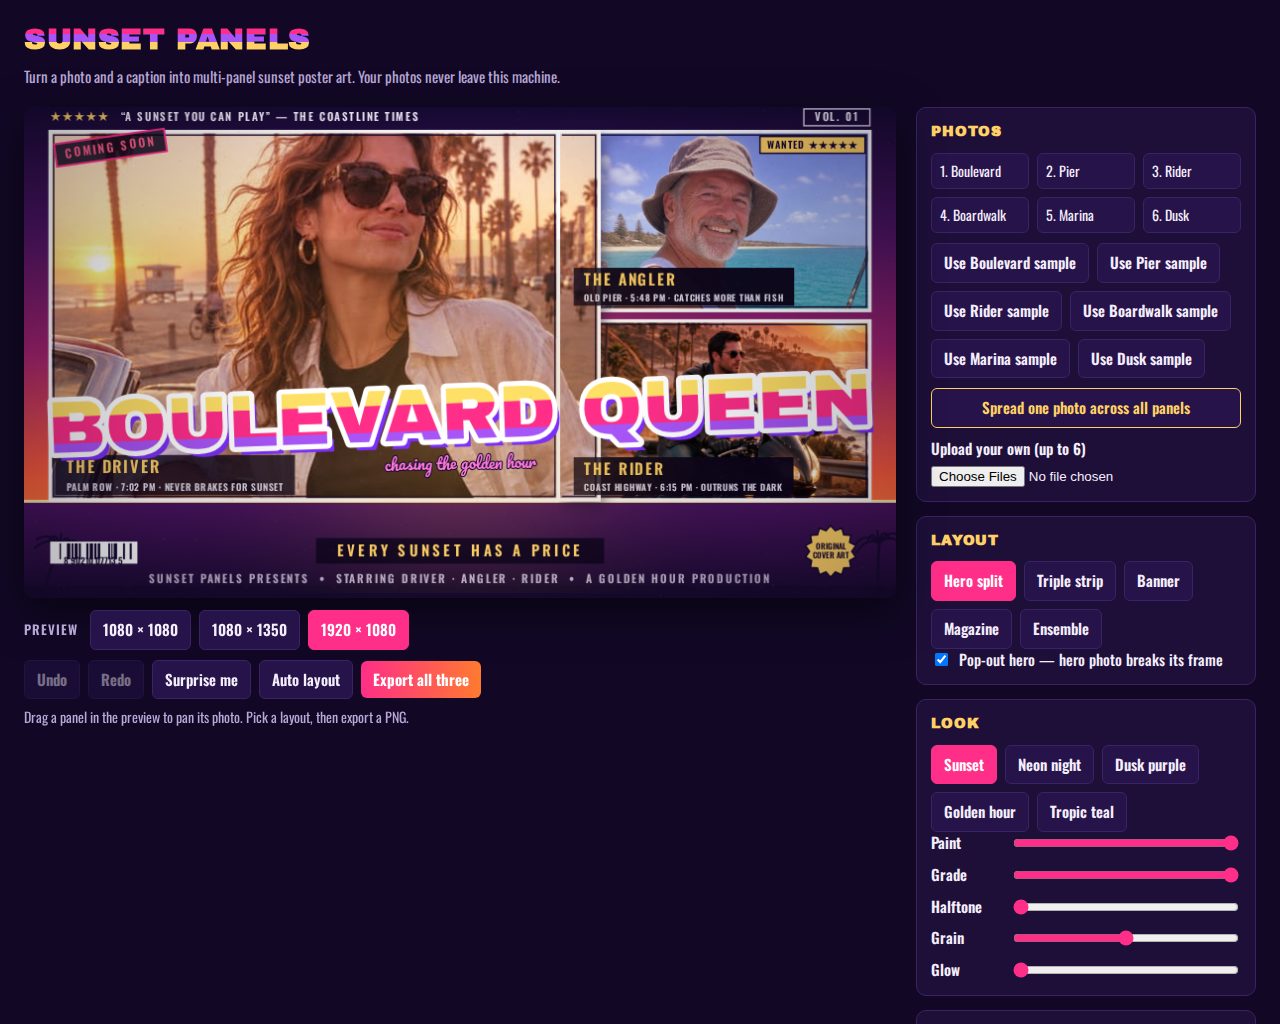 SUNSET PANELS
Turn a photo and a caption into multi-panel sunset poster art. Your photos never leave this machine.
★★★★★ “A SUNSET YOU CAN PLAY” — THE COASTLINE TIMES
VOL. 01
COMING SOON
WANTED ★★★★★
THE ANGLER
OLD PIER · 5:48 PM · CATCHES MORE THAN FISH
BOULEVARD QUEEN
chasing the golden hour
THE DRIVER
PALM ROW · 7:02 PM · NEVER BRAKES FOR SUNSET
THE RIDER
COAST HIGHWAY · 6:15 PM · OUTRUNS THE DARK
EVERY SUNSET HAS A PRICE
ORIGINAL
COVER ART
SUNSET PANELS PRESENTS • STARRING DRIVER · ANGLER · RIDER • A GOLDEN HOUR PRODUCTION
PREVIEW
1080 × 1080
1080 × 1350
1920 × 1080
Undo
Redo
Surprise me
Auto layout
Export all three
Drag a panel in the preview to pan its photo. Pick a layout, then export a PNG.
PHOTOS
1. Boulevard
2. Pier
3. Rider
4. Boardwalk
5. Marina
6. Dusk
Use Boulevard sample
Use Pier sample
Use Rider sample
Use Boardwalk sample
Use Marina sample
Use Dusk sample
Spread one photo across all panels
Upload your own (up to 6)
Choose Files No file chosen
LAYOUT
Hero split
Triple strip
Banner
Magazine
Ensemble
Pop-out hero — hero photo breaks its frame
LOOK
Sunset
Neon night
Dusk purple
Golden hour
Tropic teal
Paint
Grade
Halftone
Grain
Glow